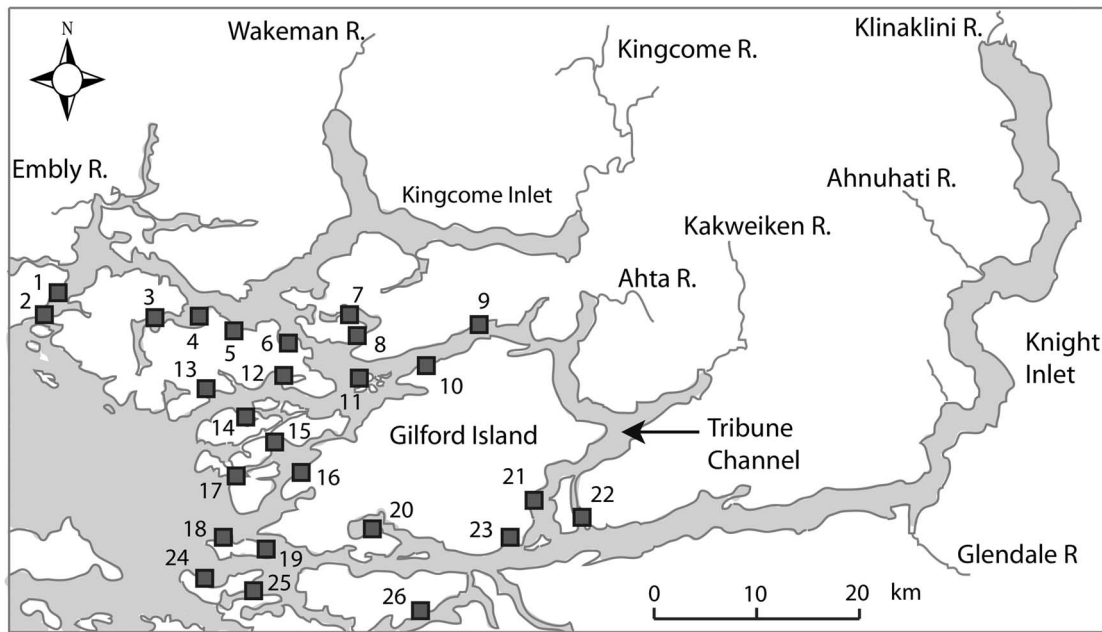 N
Wakeman R.
Kingcome R.
Klinaklini R.
Embly R.
Kingcome Inlet
Ahnuhati R.
Kakweiken R.
Ahta R.
1
2
3
4
5
6
7
8
9
10
11
12
13
Knight
Inlet
14
15
16
17
Gilford Island
Tribune
Channel
18
19
20
21
22
23
24
25
26
Glendale R
0 10 20 km